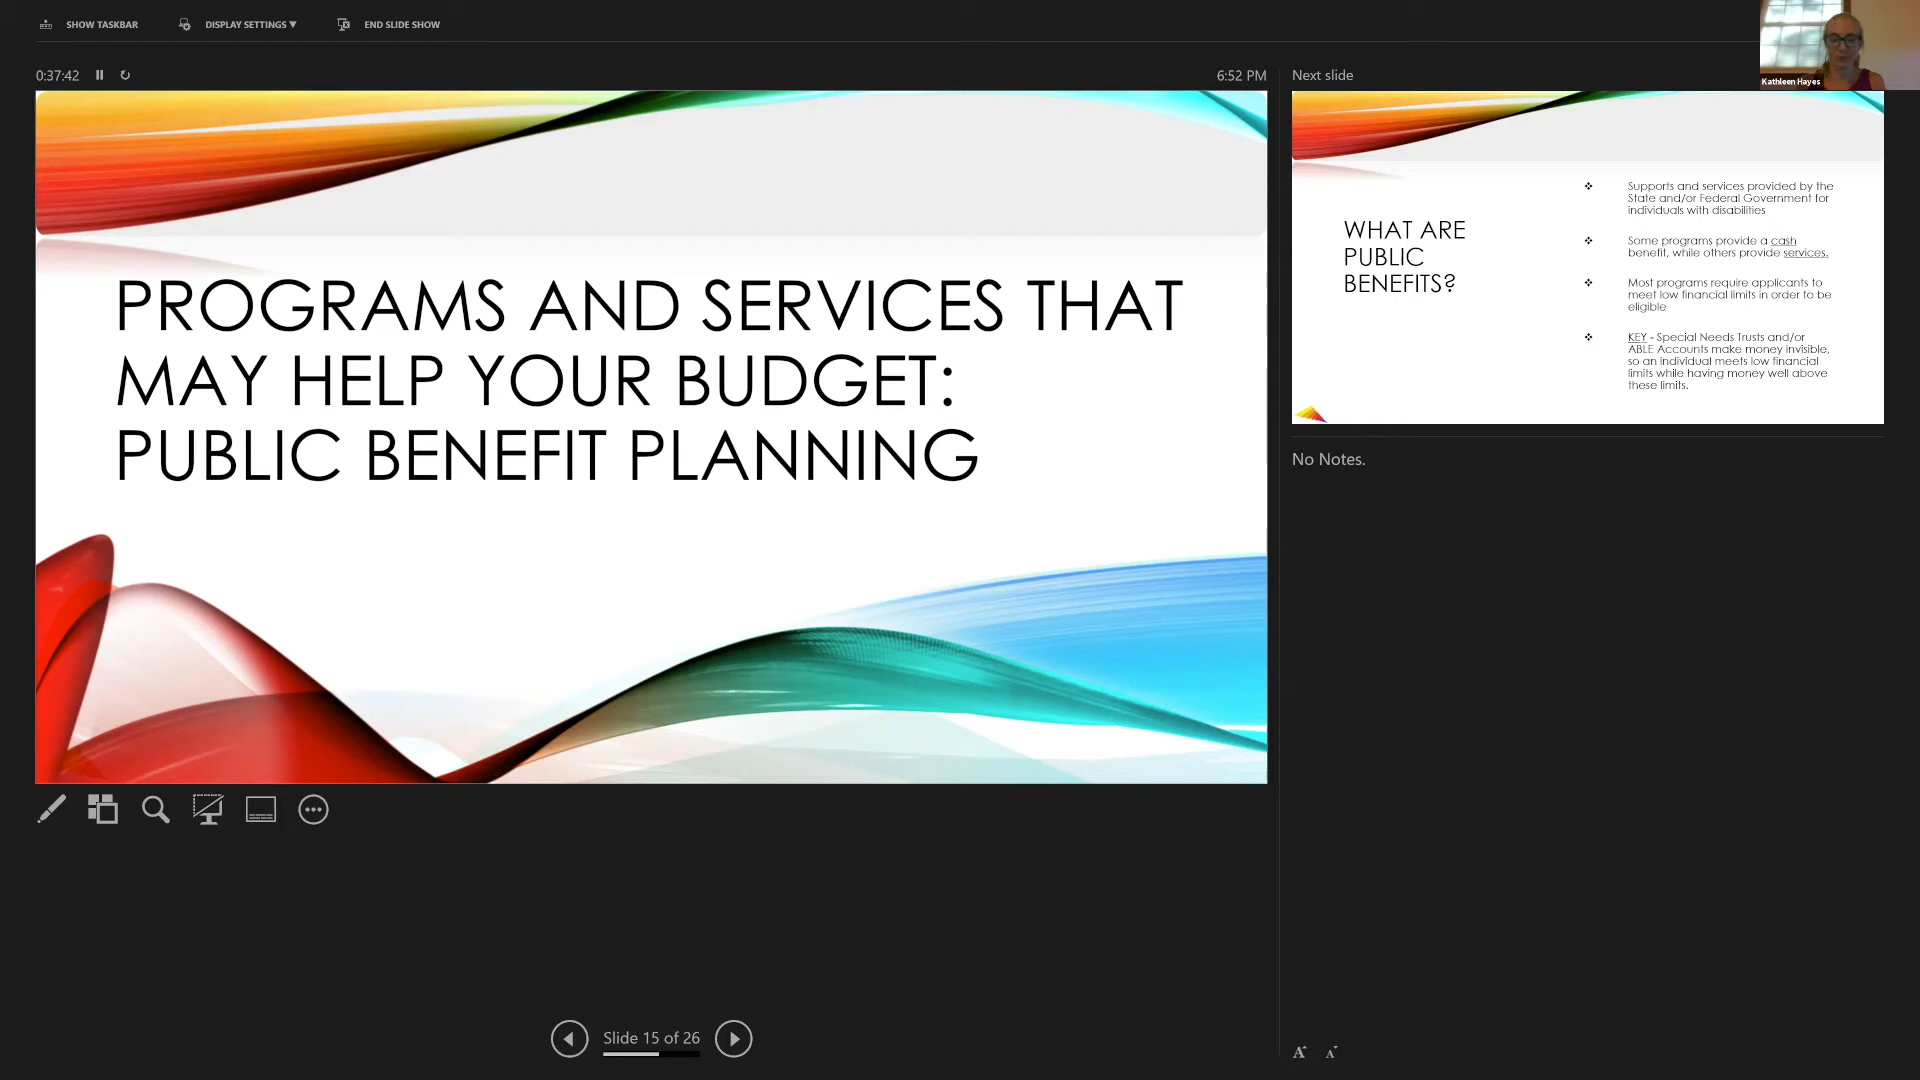 SHOW TASKBAR
DISPLAY SETTINGS ▼
END SLIDE SHOW
0:37:42
6:52 PM
Next slide
Kathleen Hayes
PROGRAMS AND SERVICES THAT
MAY HELP YOUR BUDGET:
PUBLIC BENEFIT PLANNING
WHAT ARE
PUBLIC
BENEFITS?
❖ Supports and services provided by the
State and/or Federal Government for
individuals with disabilities
❖ Some programs provide a cash
benefit, while others provide services.
❖ Most programs require applicants to
meet low financial limits in order to be
eligible
❖ KEY - Special Needs Trusts and/or
ABLE Accounts make money invisible,
so an individual meets low financial
limits while having money well above
these limits.
No Notes.
Slide 15 of 26
A A